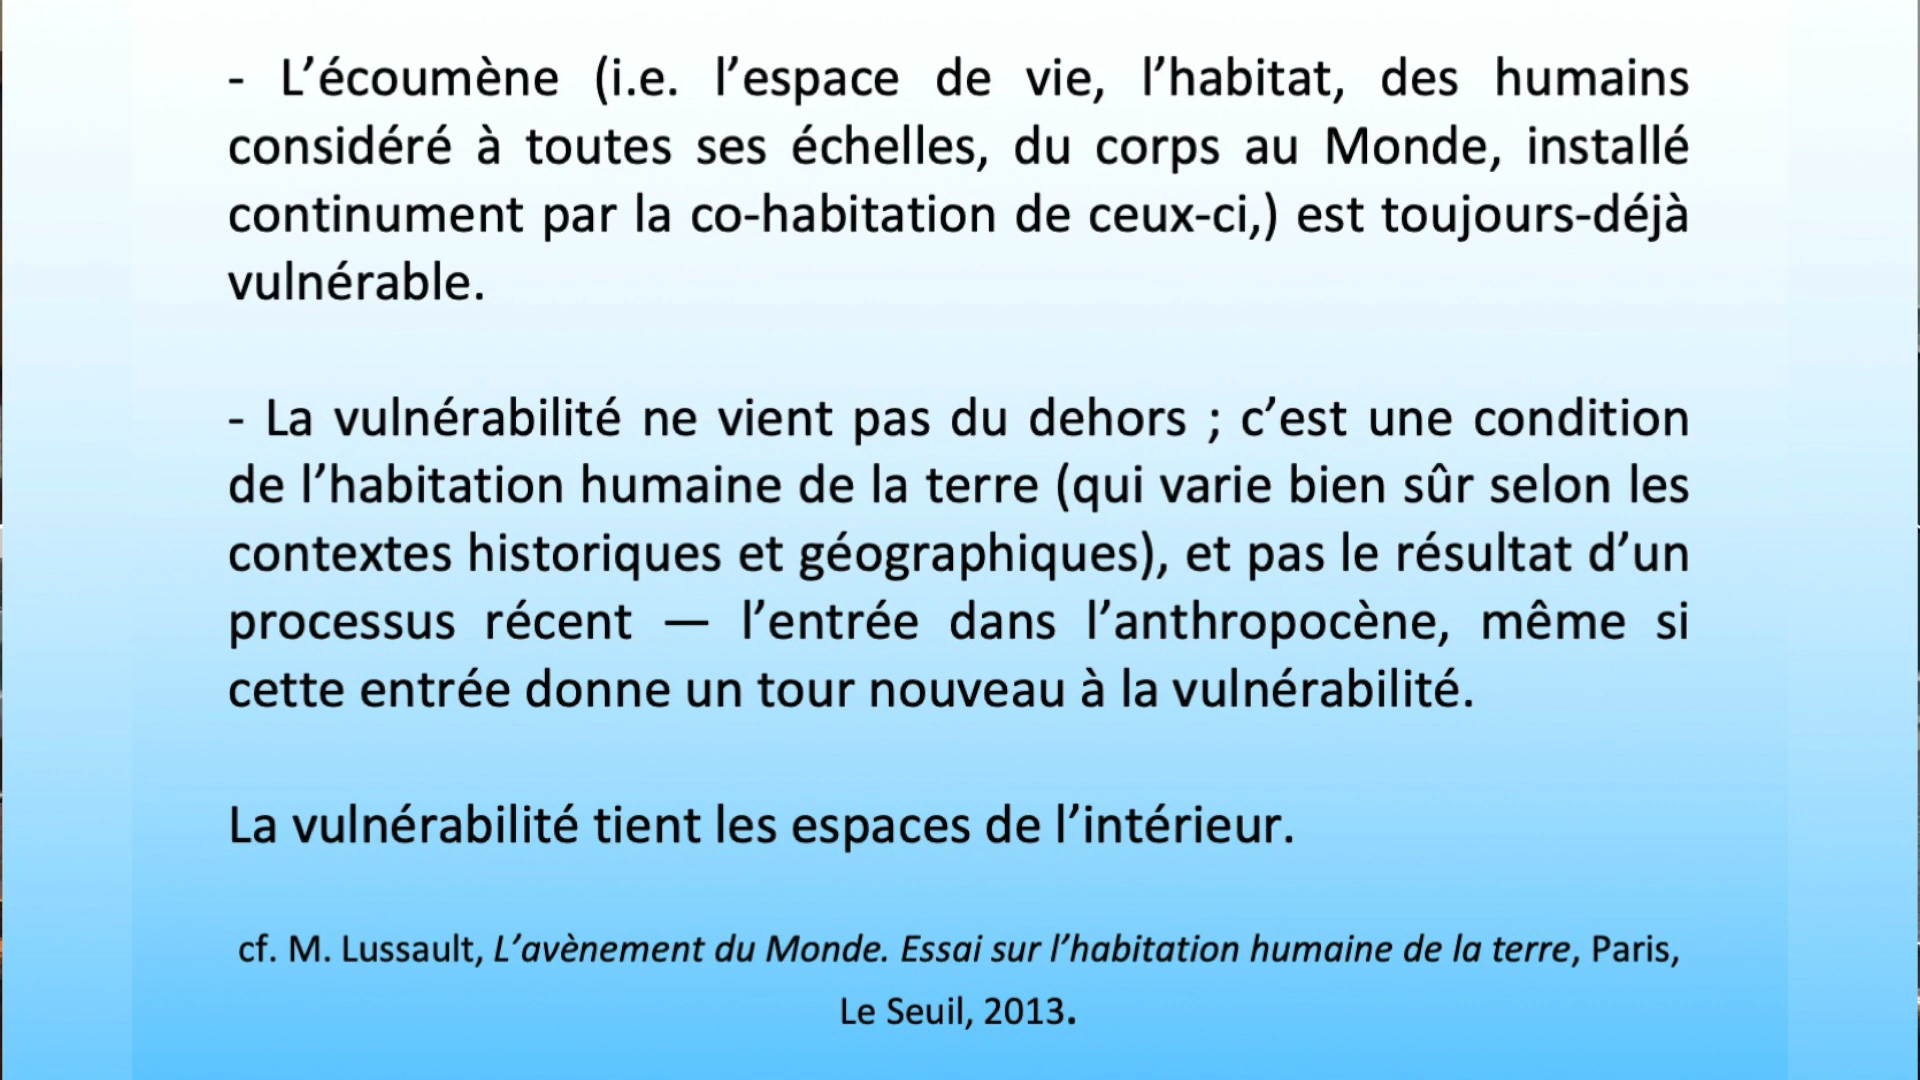 - L’écoumène (i.e. l’espace de vie, l’habitat, des humains
considéré à toutes ses échelles, du corps au Monde, installé
continument par la co-habitation de ceux-ci,) est toujours-déjà
vulnérable.
- La vulnérabilité ne vient pas du dehors ; c’est une condition
de l’habitation humaine de la terre (qui varie bien sûr selon les
contextes historiques et géographiques), et pas le résultat d’un
processus récent — l’entrée dans l’anthropocène, même si
cette entrée donne un tour nouveau à la vulnérabilité.
La vulnérabilité tient les espaces de l’intérieur.
cf. M. Lussault, L’avènement du Monde. Essai sur l’habitation humaine de la terre, Paris,
Le Seuil, 2013.